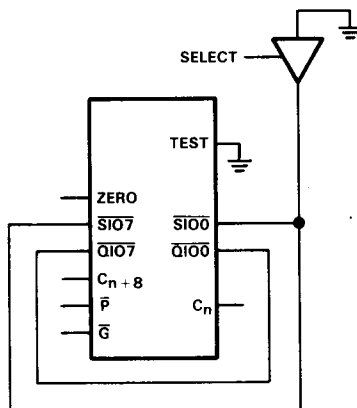 SELECT
TEST
ZERO
SIO7
SIO0
QIO7
QIO0
Cn + 8
P
Cn
G